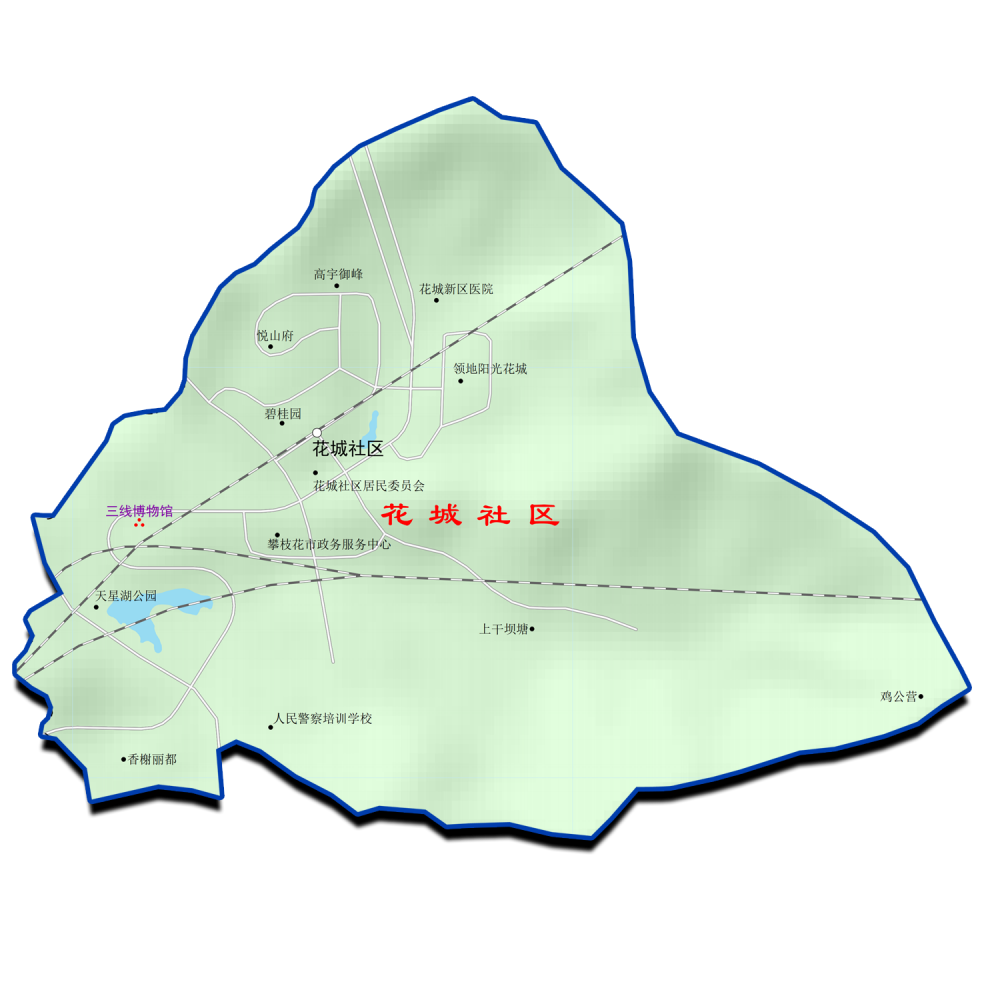 高宇御峰
花城新区医院
悦山府
领地阳光花城
碧桂园
花城社区
花城社区居民委员会
三线博物馆
花城社区
攀枝花市政务服务中心
天星湖公园
上干坝塘
鸡公营
人民警察培训学校
香榭丽都